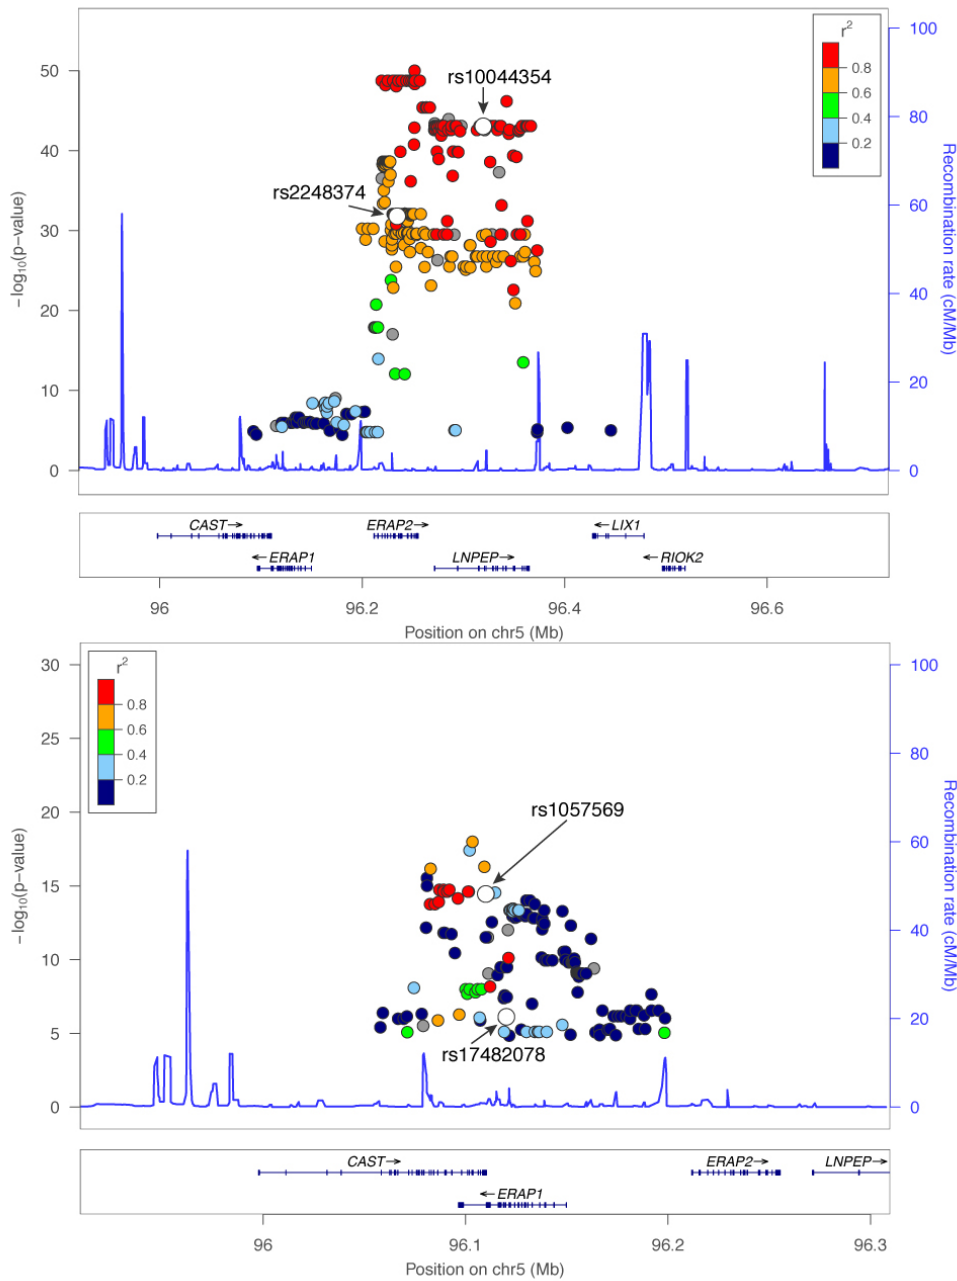 r²
0.8
0.6
0.4
0.2
rs10044354
rs2248374
50
40
30
20
10
0
−log₁₀(p−value)
100
80
60
40
20
0
Recombination rate (cM/Mb)
CAST→
ERAP2→
←LIX1
←ERAP1
LNPEP→
←RIOK2
96
96.2
96.4
96.6
Position on chr5 (Mb)
r²
0.8
0.6
0.4
0.2
rs1057569
rs17482078
30
25
20
15
10
5
0
−log₁₀(p−value)
100
80
60
40
20
0
Recombination rate (cM/Mb)
CAST→
ERAP2→
LNPEP→
←ERAP1
96
96.1
96.2
96.3
Position on chr5 (Mb)